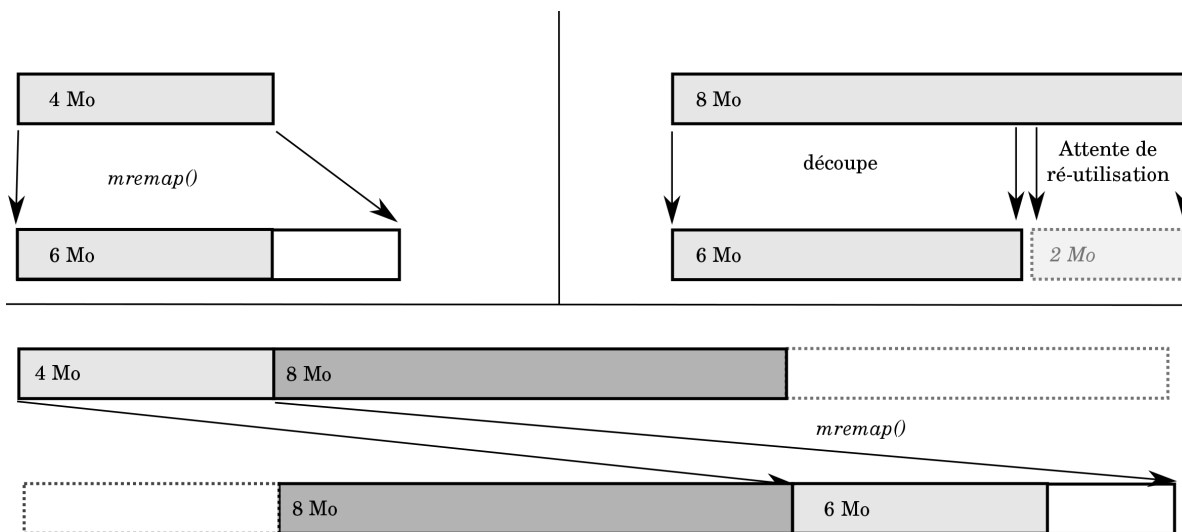 4 Mo
mremap()
6 Mo
8 Mo
découpe
Attente de
ré-utilisation
6 Mo
2 Mo
4 Mo
8 Mo
mremap()
8 Mo
6 Mo